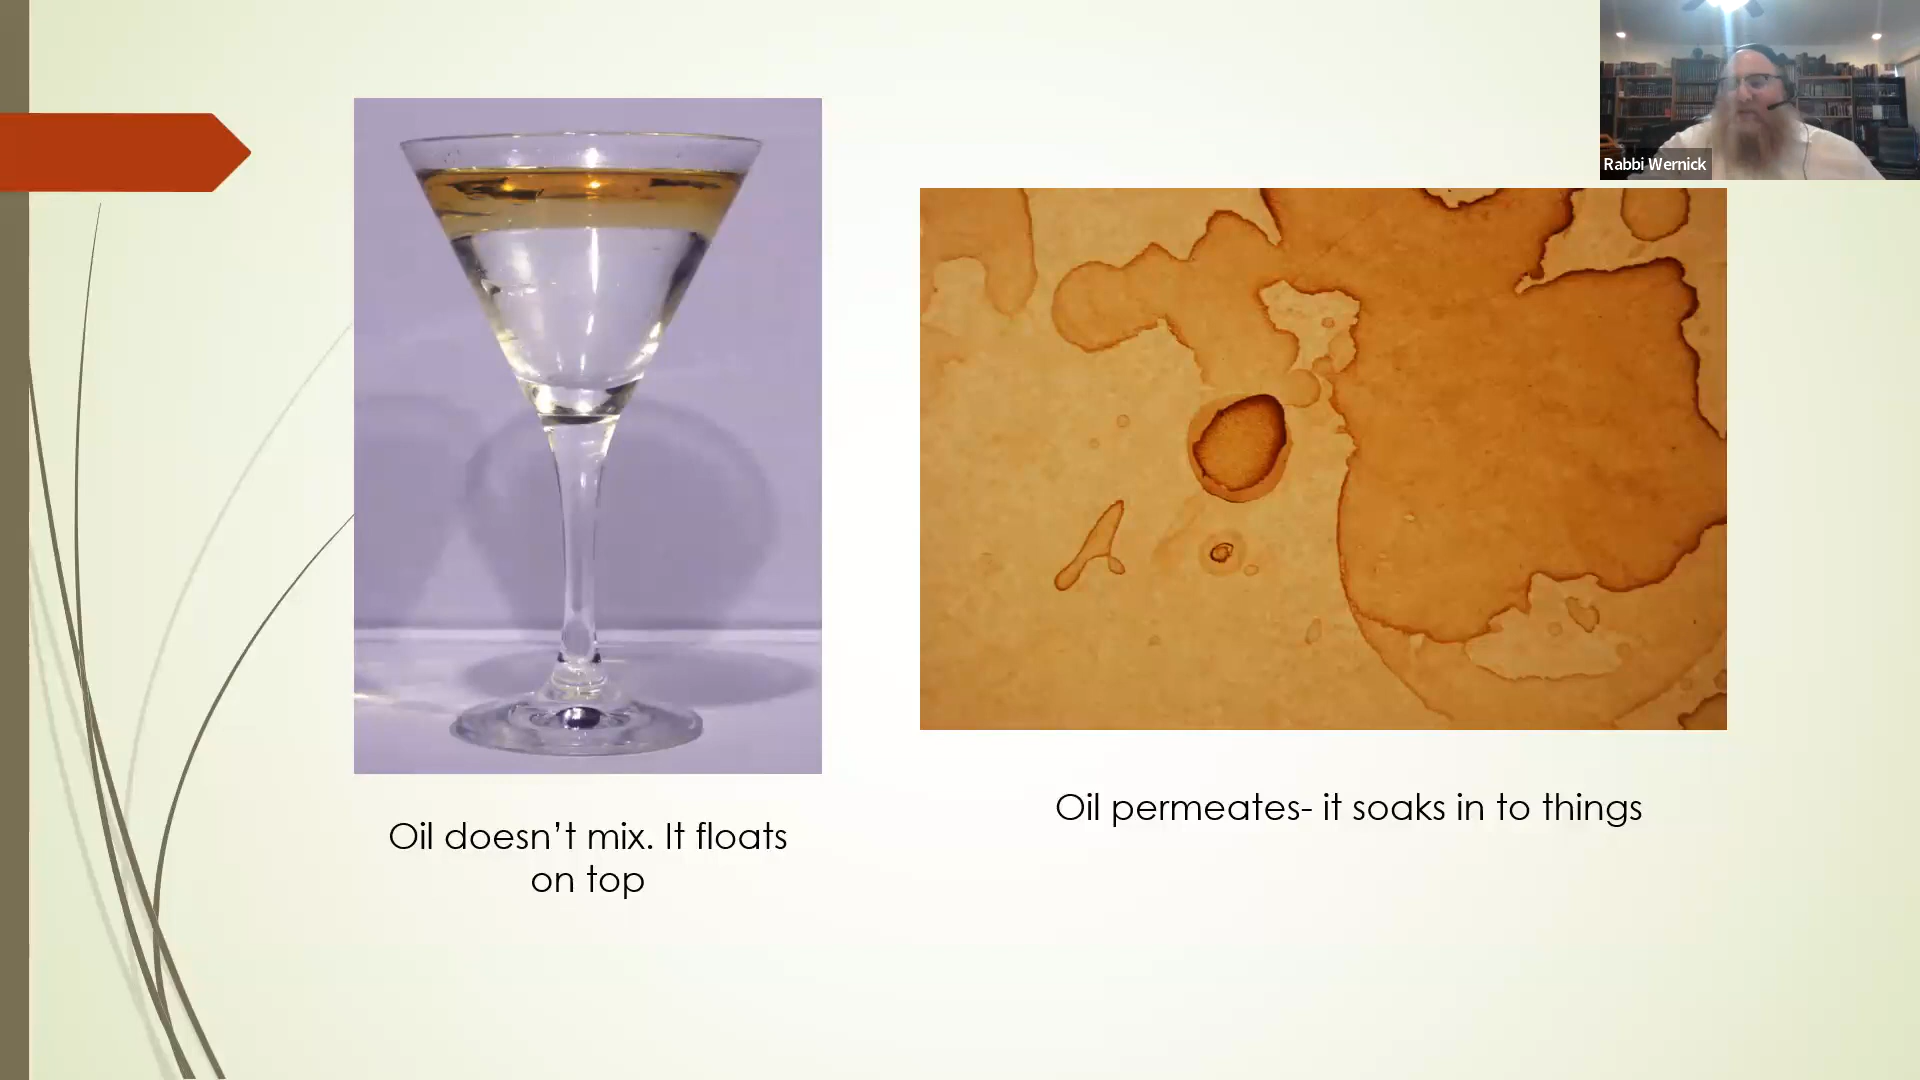 Rabbi Wernick
Oil doesn't mix. It floats
on top
Oil permeates- it soaks in to things